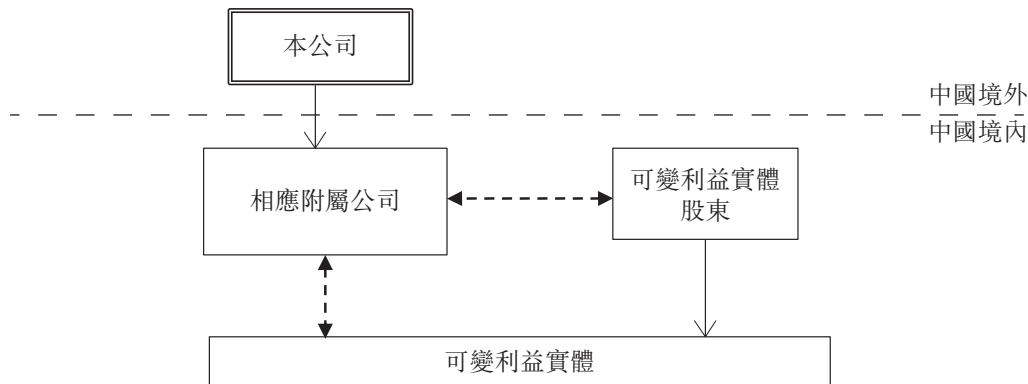 本公司
中國境外
中國境內
相應附屬公司
可變利益實體
股東
可變利益實體